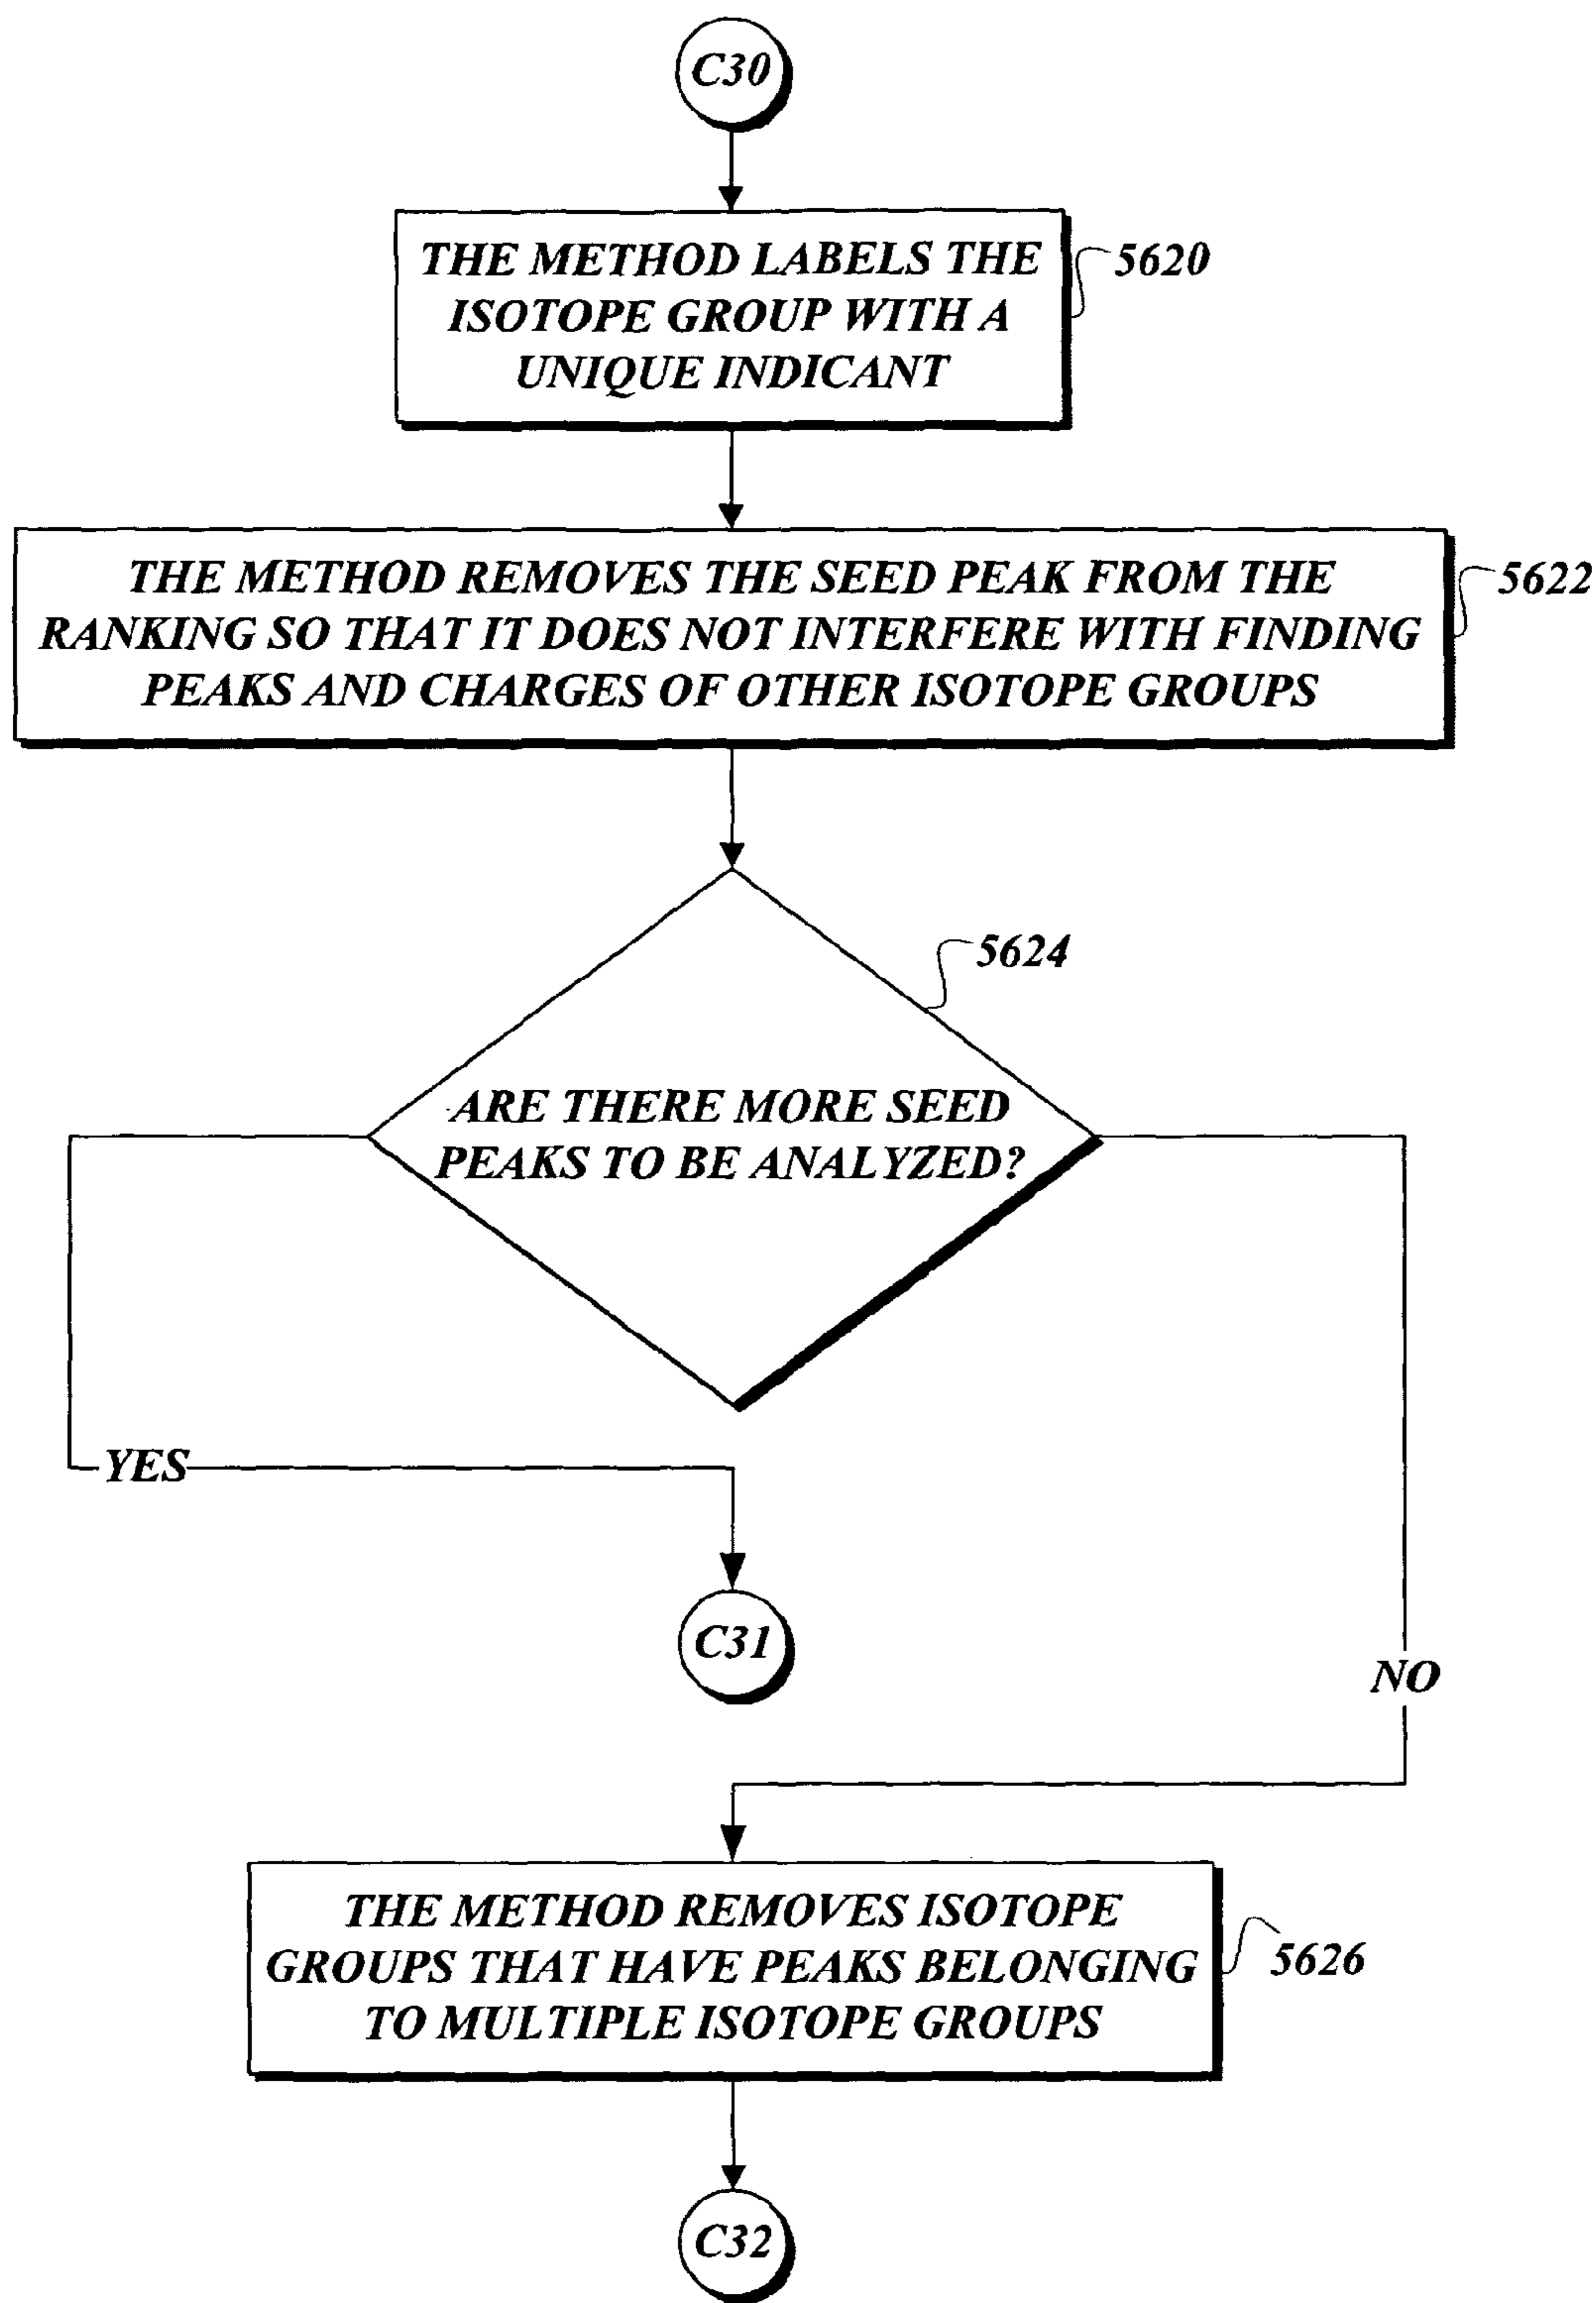 C30
THE METHOD LABELS THE
ISOTOPE GROUP WITH A
UNIQUE INDICANT
5620
THE METHOD REMOVES THE SEED PEAK FROM THE
RANKING SO THAT IT DOES NOT INTERFERE WITH FINDING
PEAKS AND CHARGES OF OTHER ISOTOPE GROUPS
5622
5624
ARE THERE MORE SEED
PEAKS TO BE ANALYZED?
YES
C31
NO
THE METHOD REMOVES ISOTOPE
GROUPS THAT HAVE PEAKS BELONGING
TO MULTIPLE ISOTOPE GROUPS
5626
C32